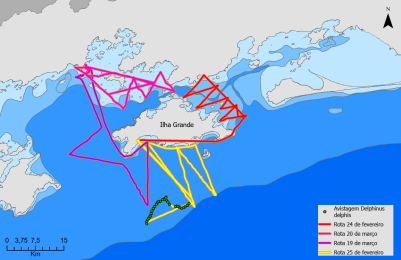 N
Ilha Grande
Avistagem Delphinus
delphis
Rota 24 de fevereiro
Rota 20 de março
Rota 19 de março
Rota 25 de fevereiro
0 3,75 7,5 15
Km